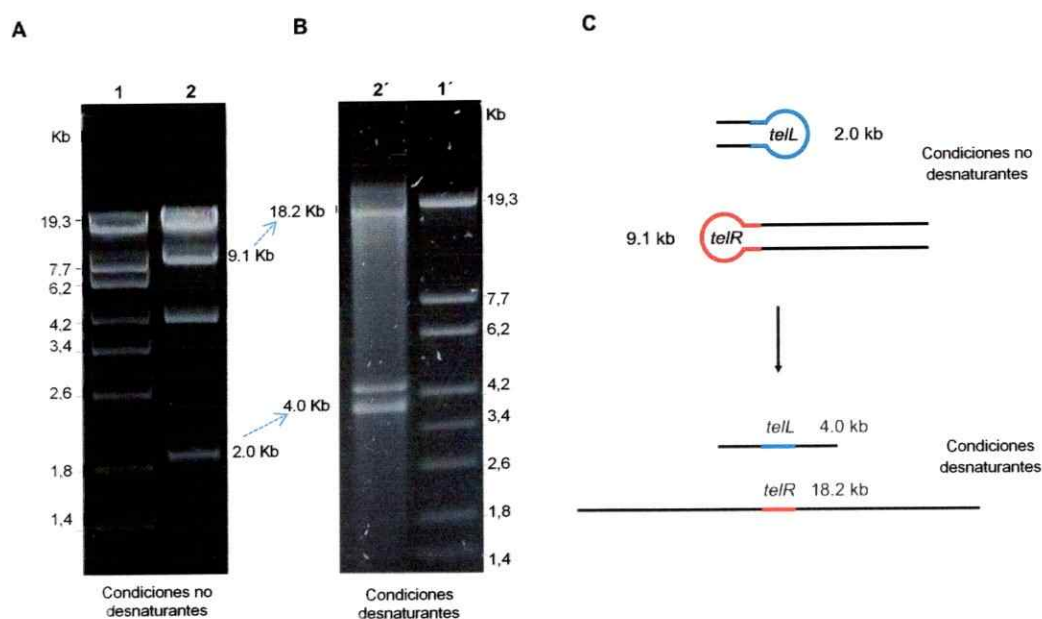 A
B
C
1
2
2´
1´
Kb
19,3
7.7
6,2
4,2
3,4
2.6
1.8
1,4
9.1 Kb
2.0 Kb
18.2 Kb
4.0 Kb
Kb
19,3
7,7
6,2
4,2
3,4
2,6
1,8
1,4
Condiciones no
desnaturantes
Condiciones
desnaturantes
telL
2.0 kb
Condiciones no
desnaturantes
9.1 kb
telR
telL
4.0 kb
Condiciones
desnaturantes
telR
18.2 kb